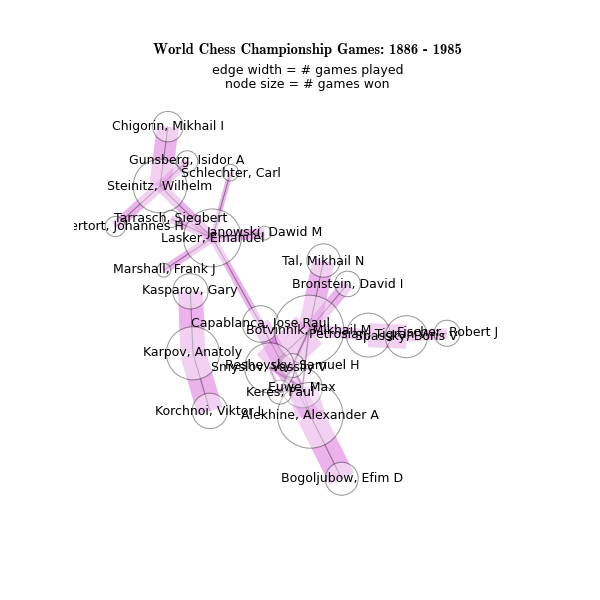 World Chess Championship Games: 1886 - 1985
edge width = # games played
node size = # games won
Chigorin, Mikhail I
Gunsberg, Isidor A
Schlechter, Carl
Steinitz, Wilhelm
Tarrasch, Siegbert
ertort, Johannes H
Janowski, Dawid M
Lasker, Emanuel
Tal, Mikhail N
Marshall, Frank J
Bronstein, David I
Kasparov, Gary
Capablanca, Jose Raul
Botvinnik, Mikhail M
Petrosian, Tigran V
Fischer, Robert J
Spassky, Boris V
Karpov, Anatoly
Reshevsky, Samuel H
Smyslov, Vassily V
Euwe, Max
Keres, Paul
Korchnoi, Viktor L
Alekhine, Alexander A
Bogoljubow, Efim D